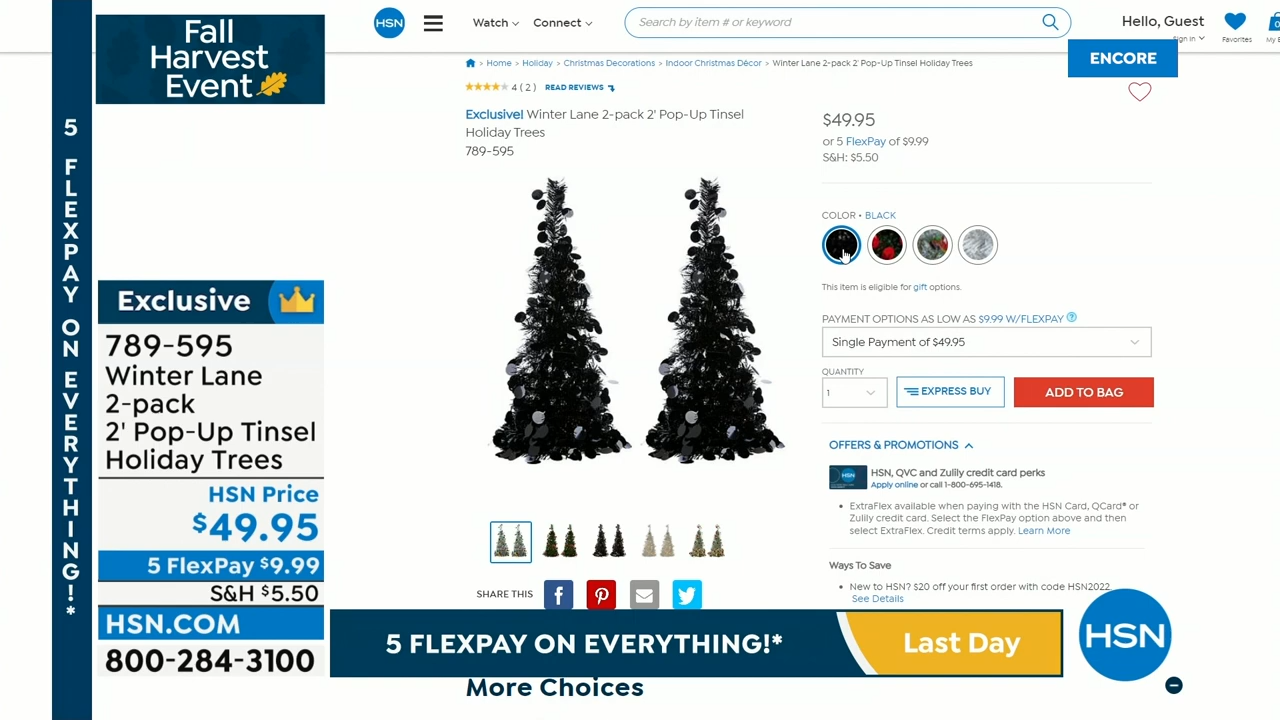 5 FLEXPAY ON EVERYTHING!*
Fall
Harvest
Event
Exclusive
789-595
Winter Lane
2-pack
2' Pop-Up Tinsel
Holiday Trees
HSN Price
$49.95
5 FlexPay $9.99
S&H $5.50
HSN.COM
800-284-3100
HSN
Watch
Connect
Search by item # or keyword
Hello, Guest
Sign In
Favorites
0
ENCORE
Home > Holiday > Christmas Decorations > Indoor Christmas Décor > Winter Lane 2-pack 2' Pop-Up Tinsel Holiday Trees
4 ( 2 ) READ REVIEWS
Exclusive! Winter Lane 2-pack 2' Pop-Up Tinsel
Holiday Trees
789-595
SHARE THIS
$49.95
or 5 FlexPay of $9.99
S&H: $5.50
COLOR • BLACK
This item is eligible for gift options.
PAYMENT OPTIONS AS LOW AS $9.99 W/FLEXPAY ?
Single Payment of $49.95
QUANTITY
1
EXPRESS BUY
ADD TO BAG
OFFERS & PROMOTIONS
HSN
HSN, QVC and Zulily credit card perks
Apply online or call 1-800-695-1418.
• ExtraFlex available when paying with the HSN Card, QCard® or
Zulily credit card. Select the FlexPay option above and then
select ExtraFlex. Credit terms apply. Learn More
Ways To Save
• New to HSN? $20 off your first order with code HSN2022.
See Details
5 FLEXPAY ON EVERYTHING!*
Last Day
HSN
More Choices